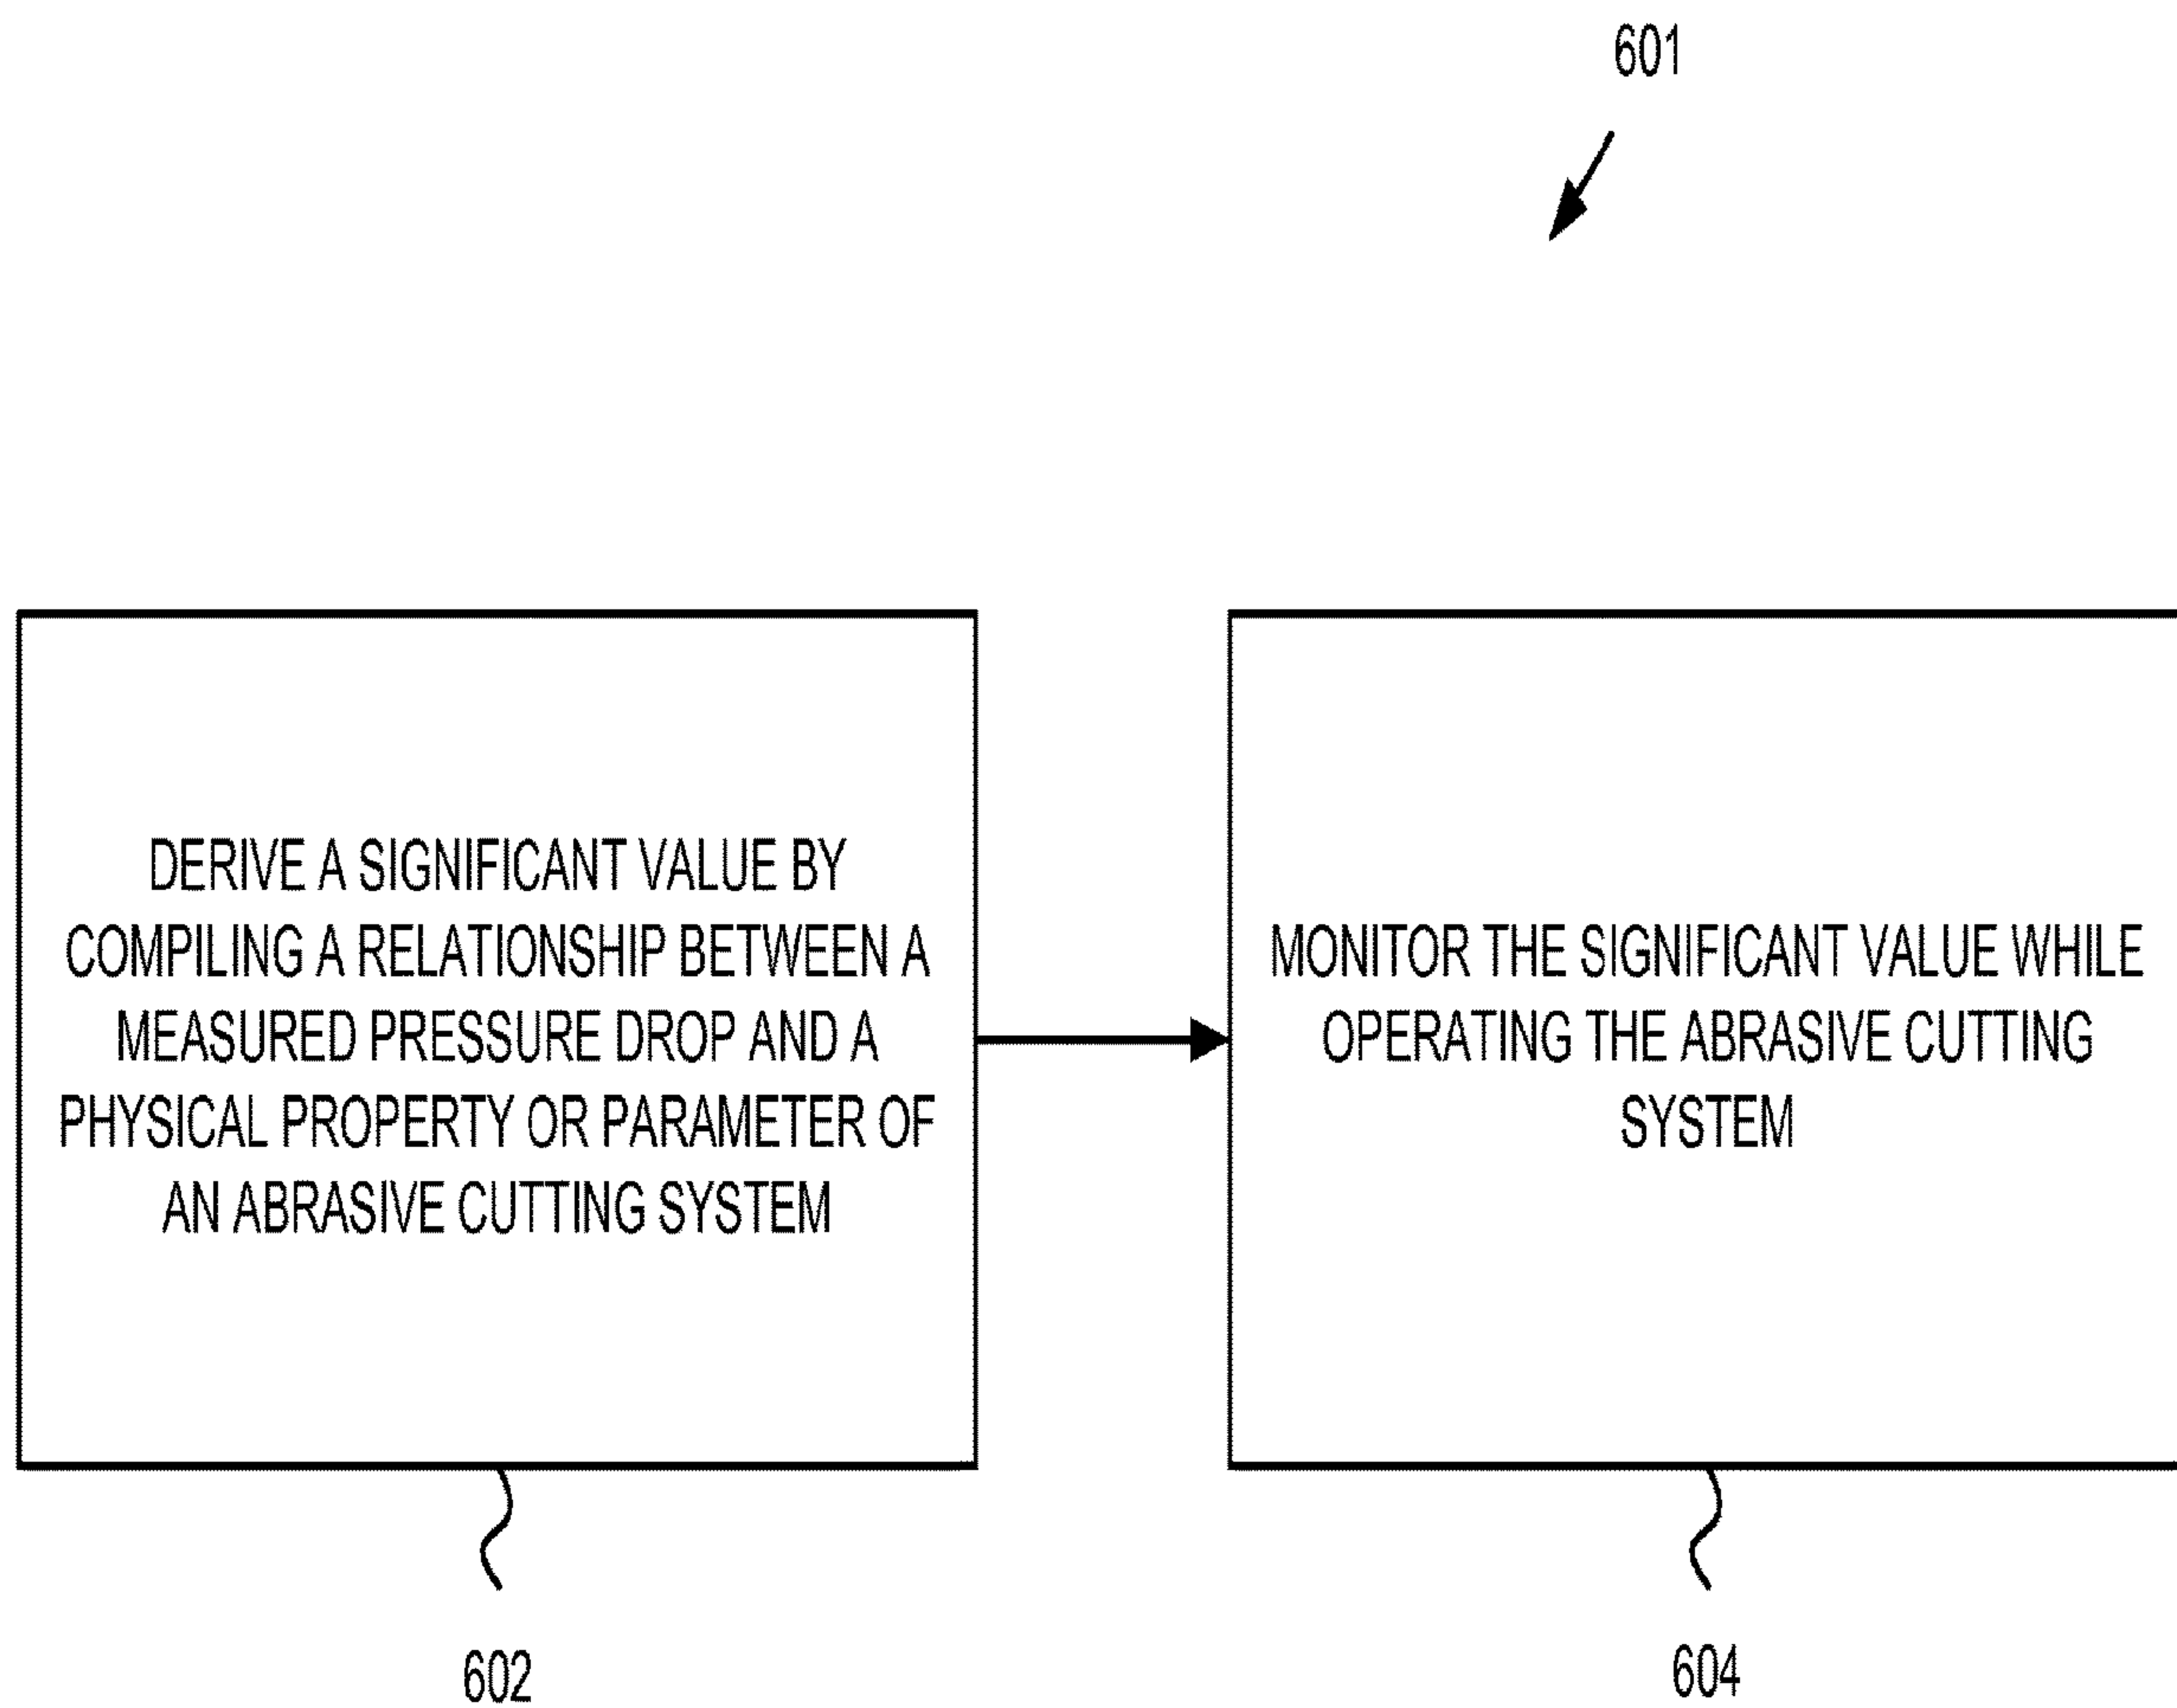 601
DERIVE A SIGNIFICANT VALUE BY
COMPILING A RELATIONSHIP BETWEEN A
MEASURED PRESSURE DROP AND A
PHYSICAL PROPERTY OR PARAMETER OF
AN ABRASIVE CUTTING SYSTEM
MONITOR THE SIGNIFICANT VALUE WHILE
OPERATING THE ABRASIVE CUTTING
SYSTEM
602
604